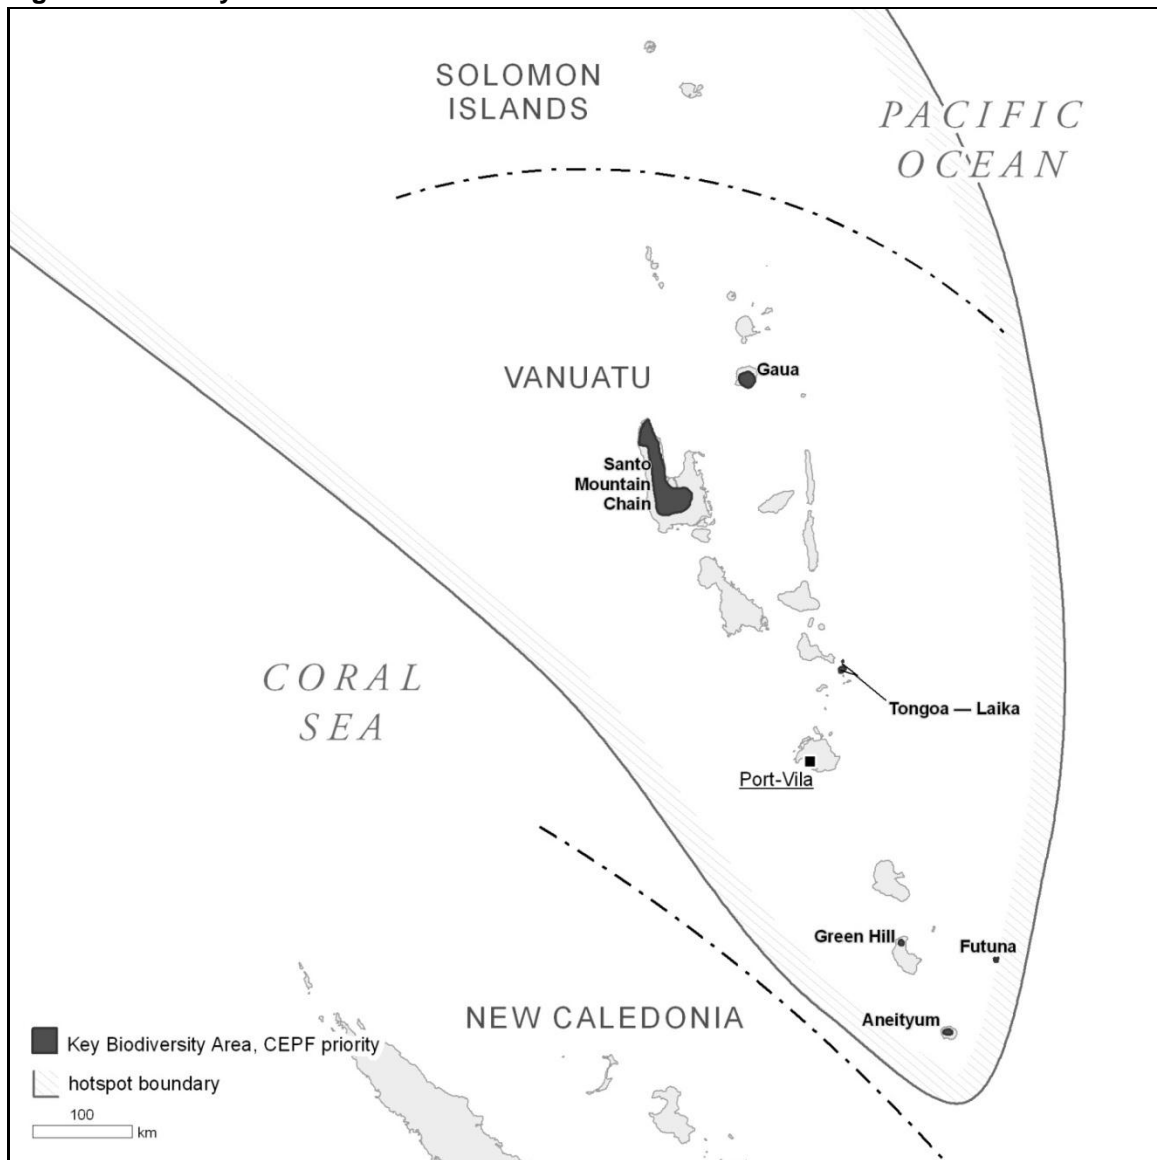 SOLOMON
ISLANDS
PACIFIC
OCEAN
VANUATU
Gaua
Santo
Mountain
Chain
CORAL
SEA
Tongoa — Laika
Port-Vila
Green Hill
Futuna
Aneityum
NEW CALEDONIA
Key Biodiversity Area, CEPF priority
hotspot boundary
100
km